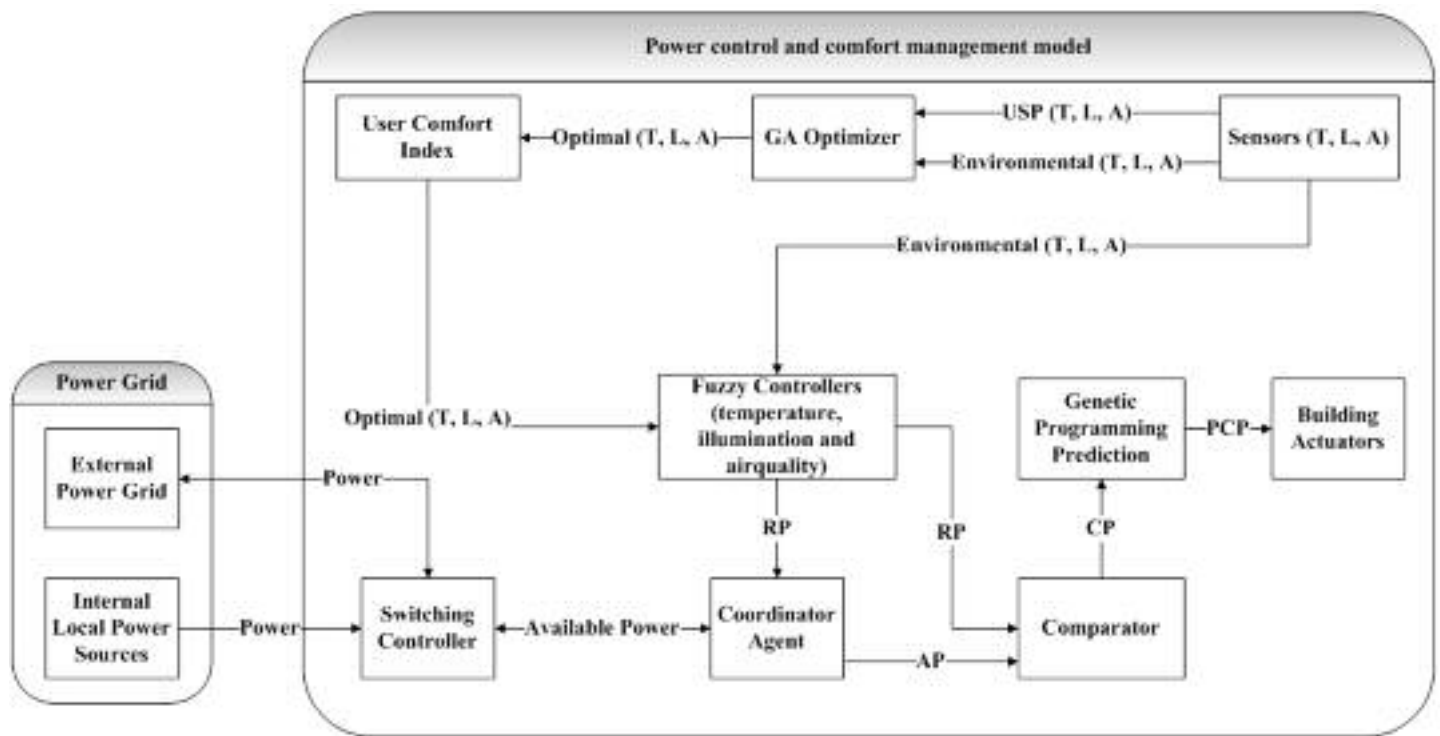 Power control and comfort management model
User Comfort
Index
Optimal (T, L, A)
GA Optimizer
USP (T, L, A)
Environmental (T, L, A)
Sensors (T, L, A)
Environmental (T, L, A)
Power Grid
External
Power Grid
Internal
Local Power
Sources
Optimal (T, L, A)
Fuzzy Controllers
(temperature,
illumination and
airquality)
Genetic
Programming
Prediction
PCP
Building
Actuators
Power
RP
RP
CP
Power
Switching
Controller
Available Power
Coordinator
Agent
AP
Comparator